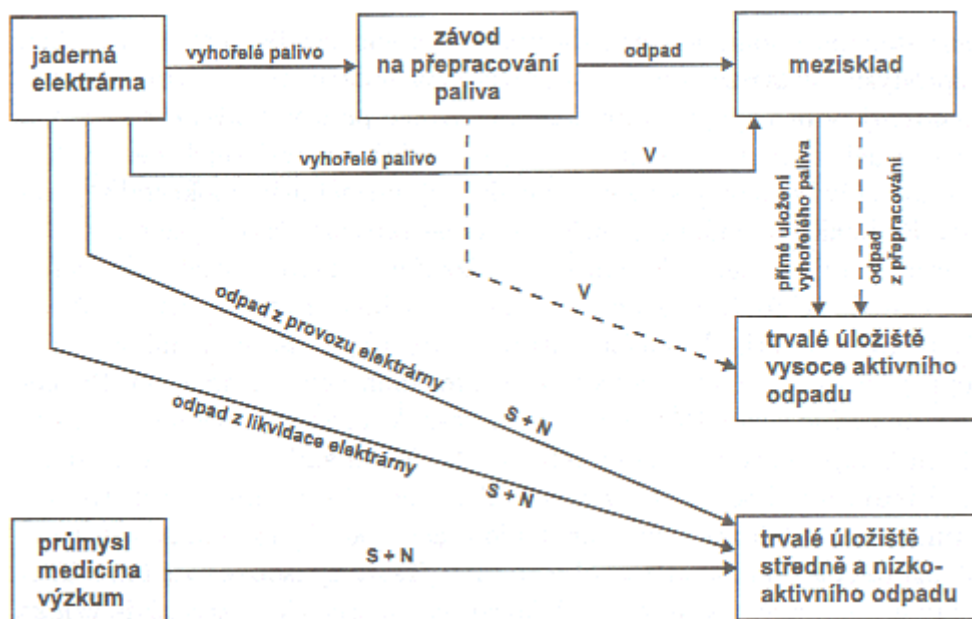 jaderná
elektrárna
vyhořelé palivo
závod
na přepracování
paliva
odpad
mezisklad
vyhořelé palivo
V
přímé uložení
vyhořelého paliva
odpad
z přepracování
V
trvalé úložiště
vysoce aktivního
odpadu
odpad z provozu elektrárny
S + N
odpad z likvidace elektrárny
S + N
průmysl
medicína
výzkum
S + N
trvalé úložiště
středně a nízko-
aktivního odpadu